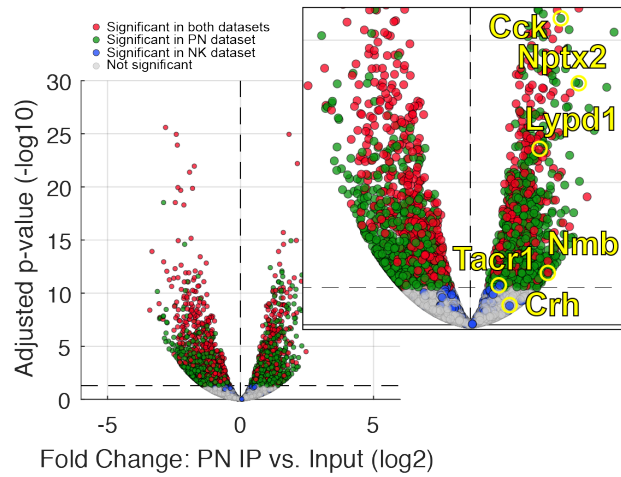 Significant in both datasets
Significant in PN dataset
Significant in NK dataset
Not significant
Cck
Nptx2
Lypd1
Tacr1
Nmb
Crh
30
25
20
15
10
5
0
-5
0
5
Adjusted p-value (-log10)
Fold Change: PN IP vs. Input (log2)